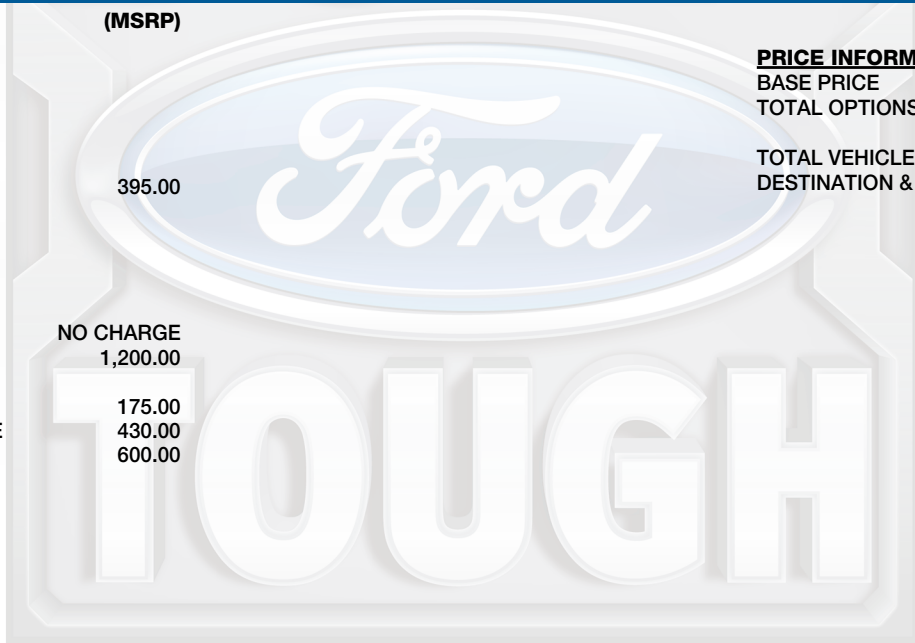 (MSRP)
395.00
NO CHARGE
1,200.00
175.00
E 430.00
600.00
PRICE INFORM
BASE PRICE
TOTAL OPTIONS
TOTAL VEHICLE
DESTINATION &
Ford
TOUGH